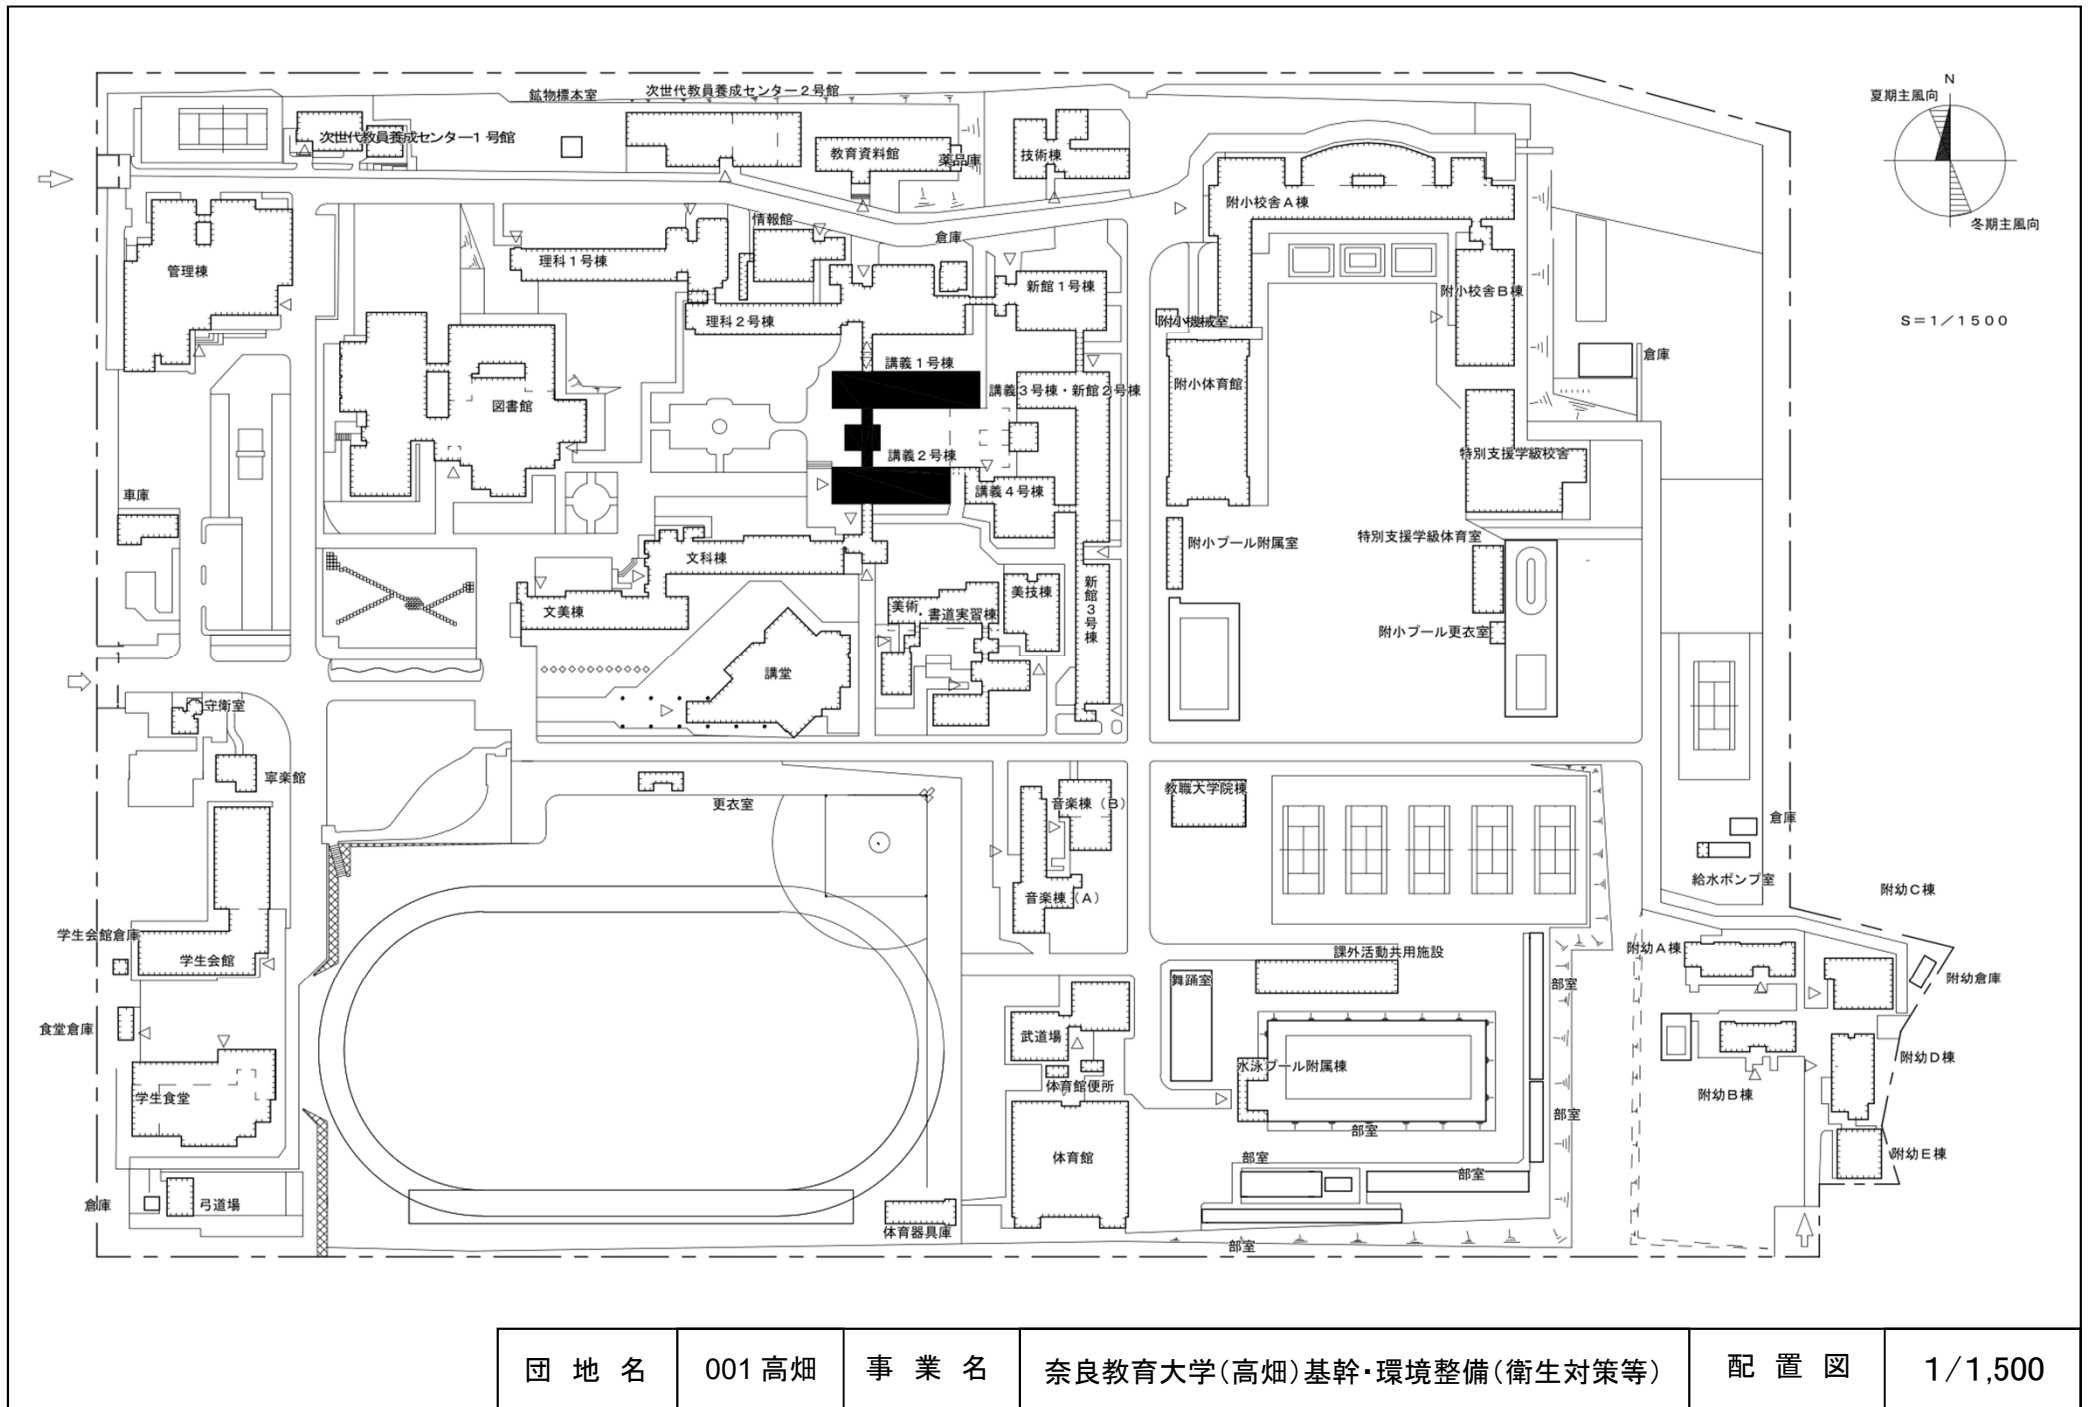 鉱物標本室
次世代教員養成センター２号館
次世代教員養成センター１号館
教育資料館
薬品庫
技術棟
N
夏期主風向
冬期主風向
S＝１／１５００
管理棟
理科１号棟
情報館
倉庫
新館１号棟
理科２号棟
附小校舎Ａ棟
附小校舎Ｂ棟
附小機械室
倉庫
講義１号棟
講義３号棟・新館２号棟
附小体育館
図書館
講義２号棟
講義４号棟
特別支援学級校舎
車庫
文科棟
附小プール附属室
特別支援学級体育室
文美棟
美術・書道実習棟
美技棟
新館３号棟
附小プール更衣室
講堂
守衛室
寧楽館
更衣室
音楽棟（Ｂ）
教職大学院棟
倉庫
給水ポンプ室
附幼Ｃ棟
音楽棟（Ａ）
学生会館倉庫
学生会館
課外活動共用施設
附幼Ａ棟
舞踊室
部室
附幼倉庫
食堂倉庫
武道場
水泳プール附属棟
附幼Ｄ棟
体育館便所
学生食堂
附幼Ｂ棟
部室
部室
体育館
部室
部室
附幼Ｅ棟
倉庫
弓道場
体育器具庫
部室
団地名
001 高畑
事業名
奈良教育大学（高畑）基幹・環境整備（衛生対策等）
配置図
1/1,500